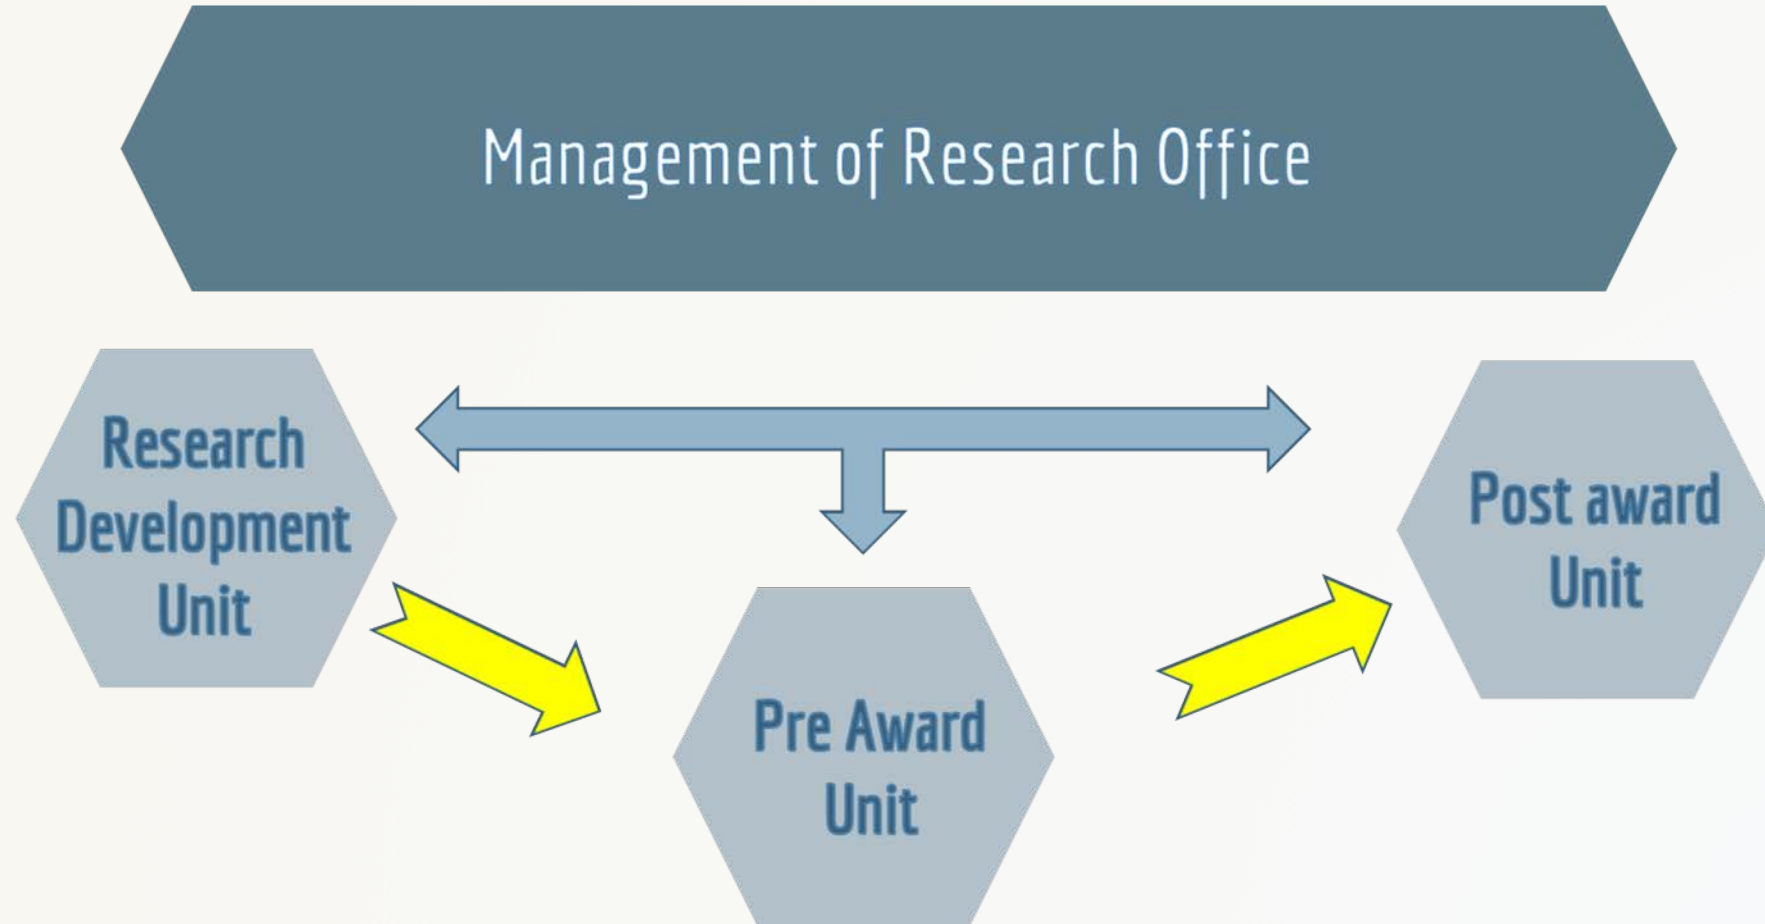 Management of Research Office
Research
Development
Unit
Pre Award
Unit
Post award
Unit